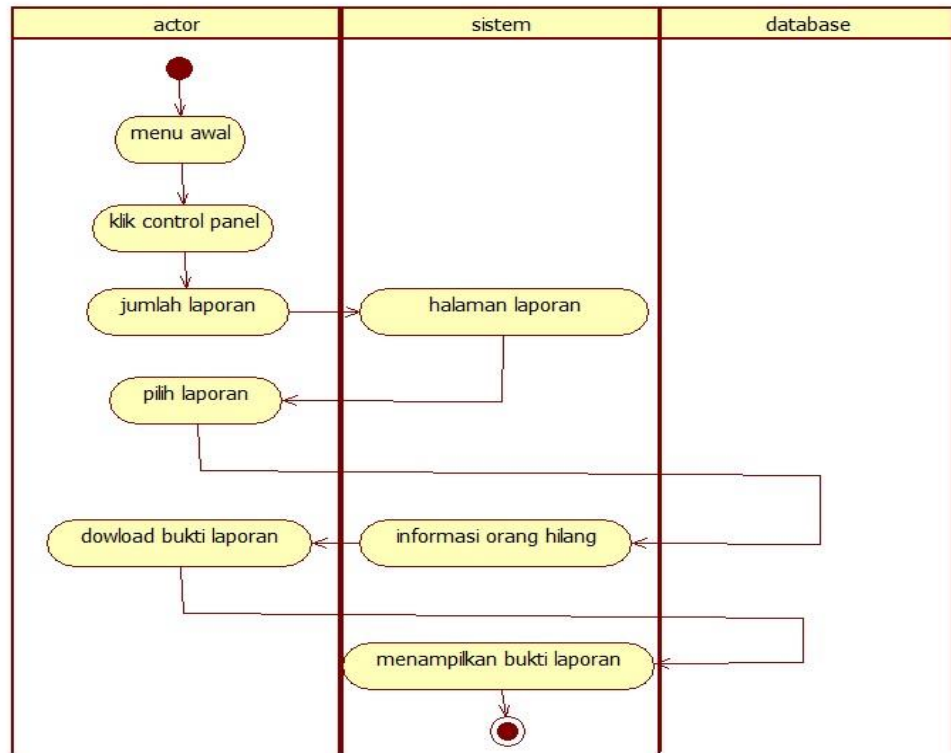 actor
sistem
database
menu awal
klik control panel
jumlah laporan
halaman laporan
pilih laporan
dowload bukti laporan
informasi orang hilang
menampilkan bukti laporan